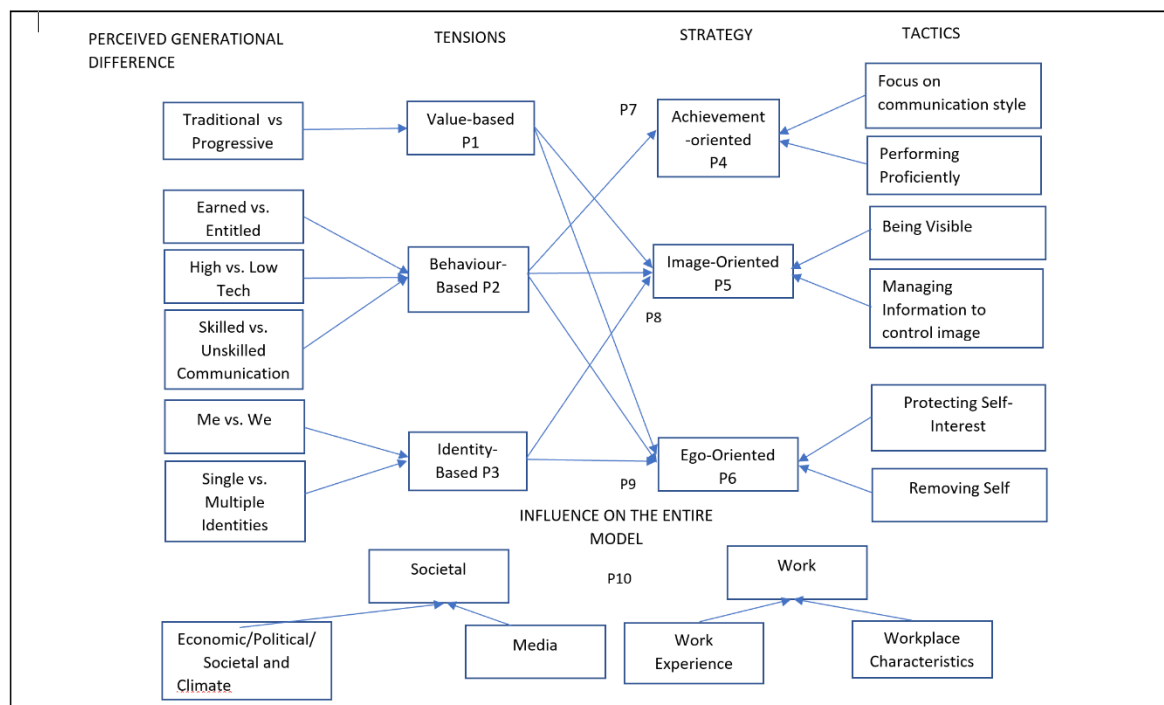 PERCEIVED GENERATIONAL
DIFFERENCE
TENSIONS
STRATEGY
TACTICS
Traditional vs
Progressive
Value-based
P1
P7
Achievement
-oriented
P4
Focus on
communication style
Performing
Proficiently
Earned vs.
Entitled
High vs. Low
Tech
Skilled vs.
Unskilled
Communication
Behaviour-
Based P2
Image-Oriented
P5
P8
Being Visible
Managing
Information to
control image
Me vs. We
Single vs.
Multiple
Identities
Identity-
Based P3
Ego-Oriented
P6
P9
Protecting Self-
Interest
Removing Self
INFLUENCE ON THE ENTIRE
MODEL
Societal
P10
Work
Economic/Political/
Societal and
Climate
Media
Work
Experience
Workplace
Characteristics